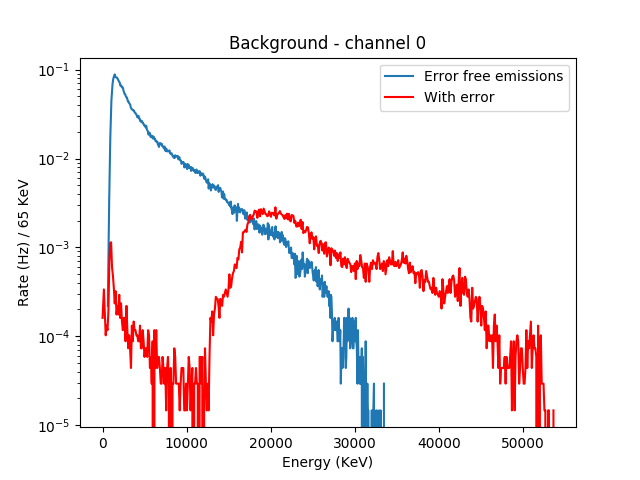 Background - channel 0
Error free emissions
With error
Rate (Hz) / 65 KeV
10⁻¹
10⁻²
10⁻³
10⁻⁴
10⁻⁵
0 10000 20000 30000 40000 50000
Energy (KeV)